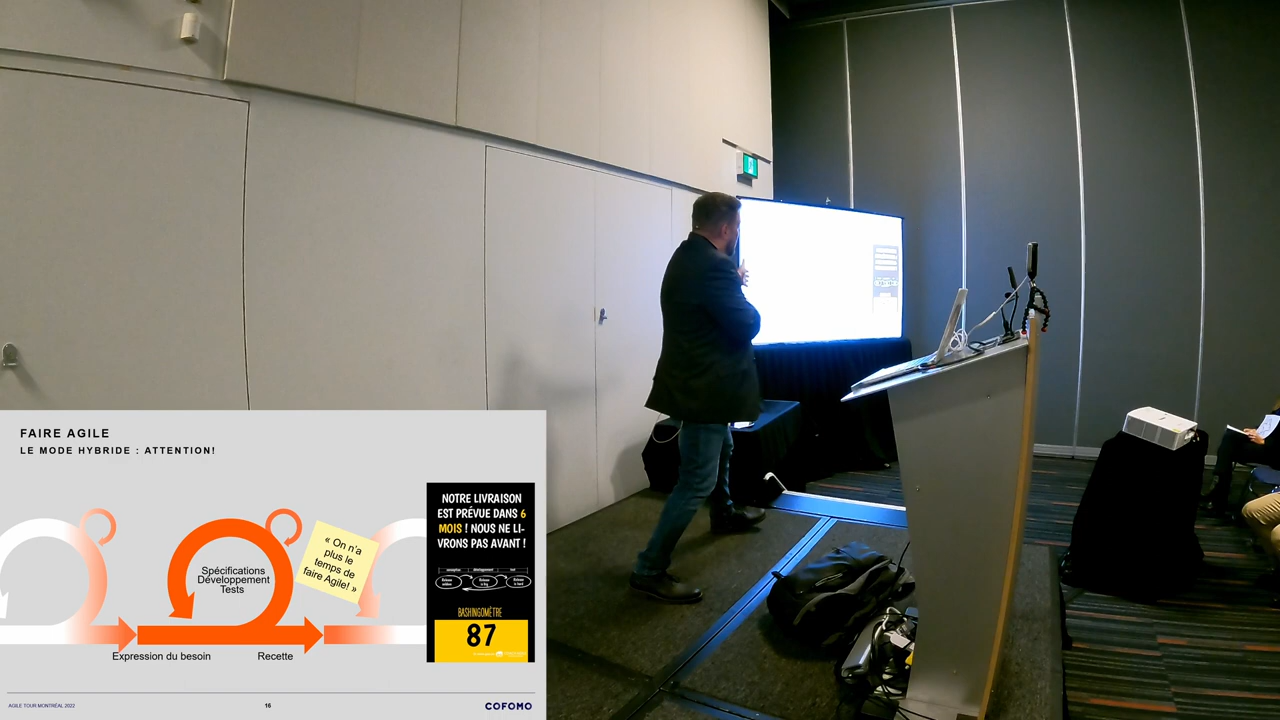 FAIRE AGILE
LE MODE HYBRIDE : ATTENTION!
Spécifications
Développement
Tests
« On n'a
plus le
temps de
faire Agile! »
Expression du besoin
Recette
NOTRE LIVRAISON
EST PRÉVUE DANS 6
MOIS ! NOUS NE LI-
VRONS PAS AVANT !
BASHINGOMÈTRE
87
AGILE TOUR MONTRÉAL 2022
16
COFOMO